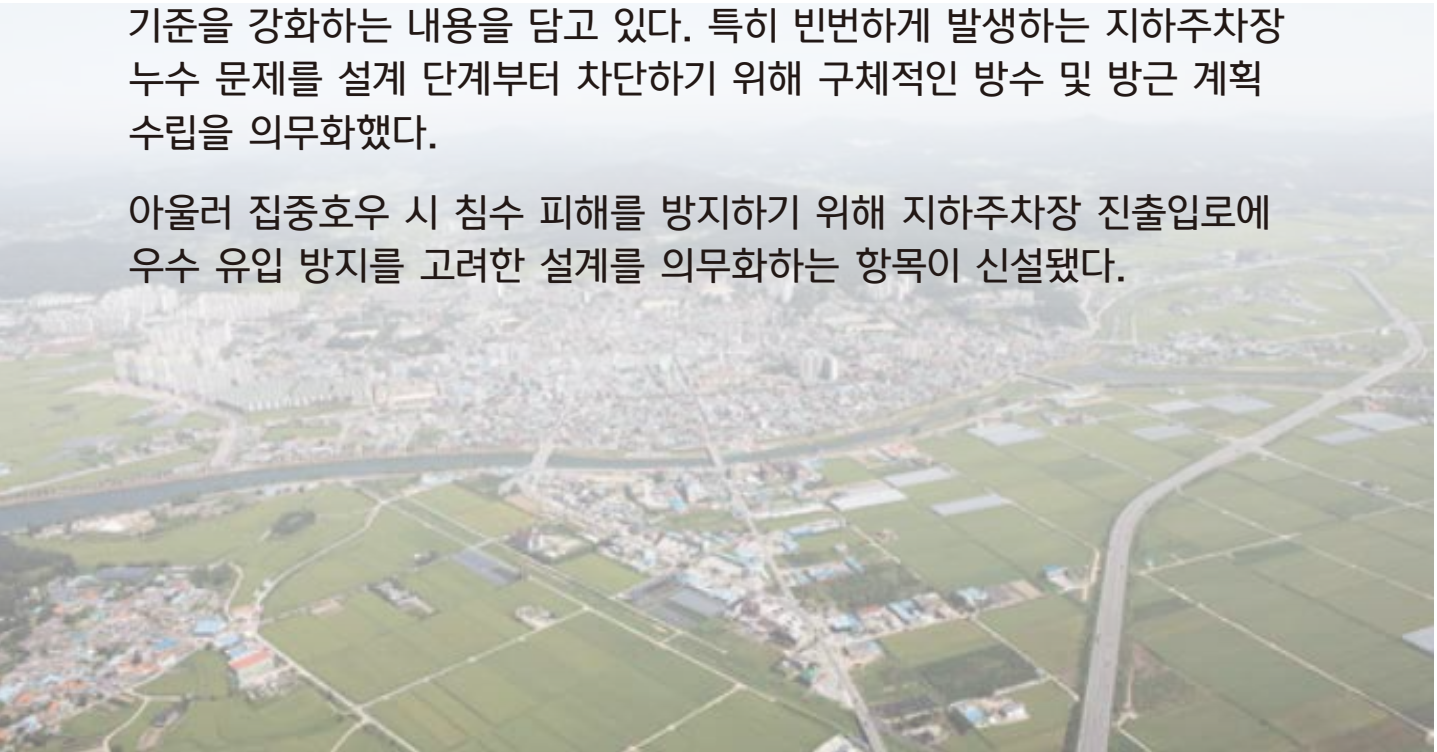 기준을 강화하는 내용을 담고 있다. 특히 빈번하게 발생하는 지하주차장
누수 문제를 설계 단계부터 차단하기 위해 구체적인 방수 및 방근 계획
수립을 의무화했다.
아울러 집중호우 시 침수 피해를 방지하기 위해 지하주차장 진출입로에
우수 유입 방지를 고려한 설계를 의무화하는 항목이 신설됐다.